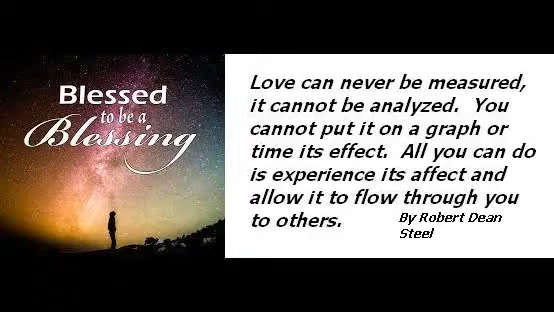 Blessed
to be a
Blessing
Love can never be measured,
it cannot be analyzed.  You
cannot put it on a graph or
time its effect.  All you can do
is experience its affect and
allow it to flow through you
to others.
By Robert Dean
Steel